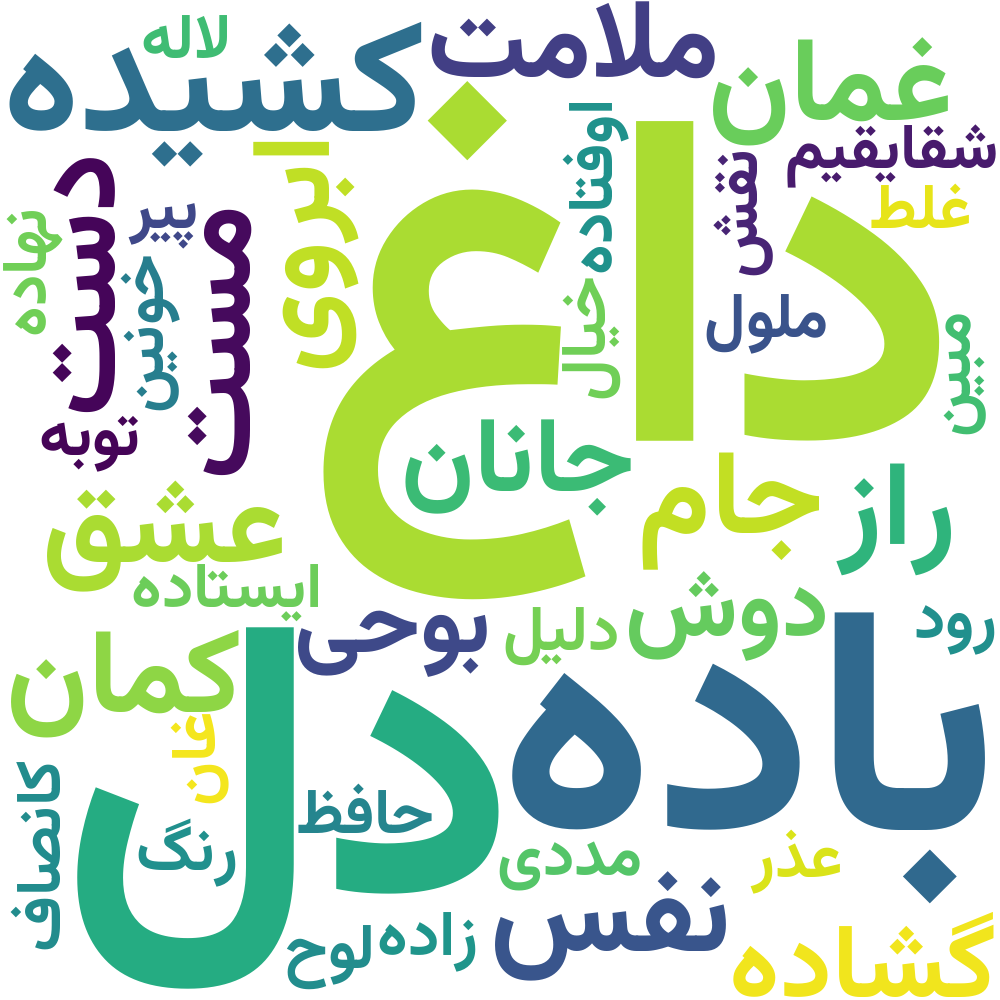 لاله
ملامت
کشیده
غمان
اوفتاده
شقایقیم
ابروی
داغ
نقش
دست
غلط
پیر
مست
نهاده
خونین
خیال
ملول
مبین
توبه
جانان
جام
راز
عشق
ایستاده
دوش
دلیل
بوحی
رود
کمان
دل
باده
غان
کانصاف
حافظ
رنگ
مددی
عذر
نفس
زاده
لوح
گشاده